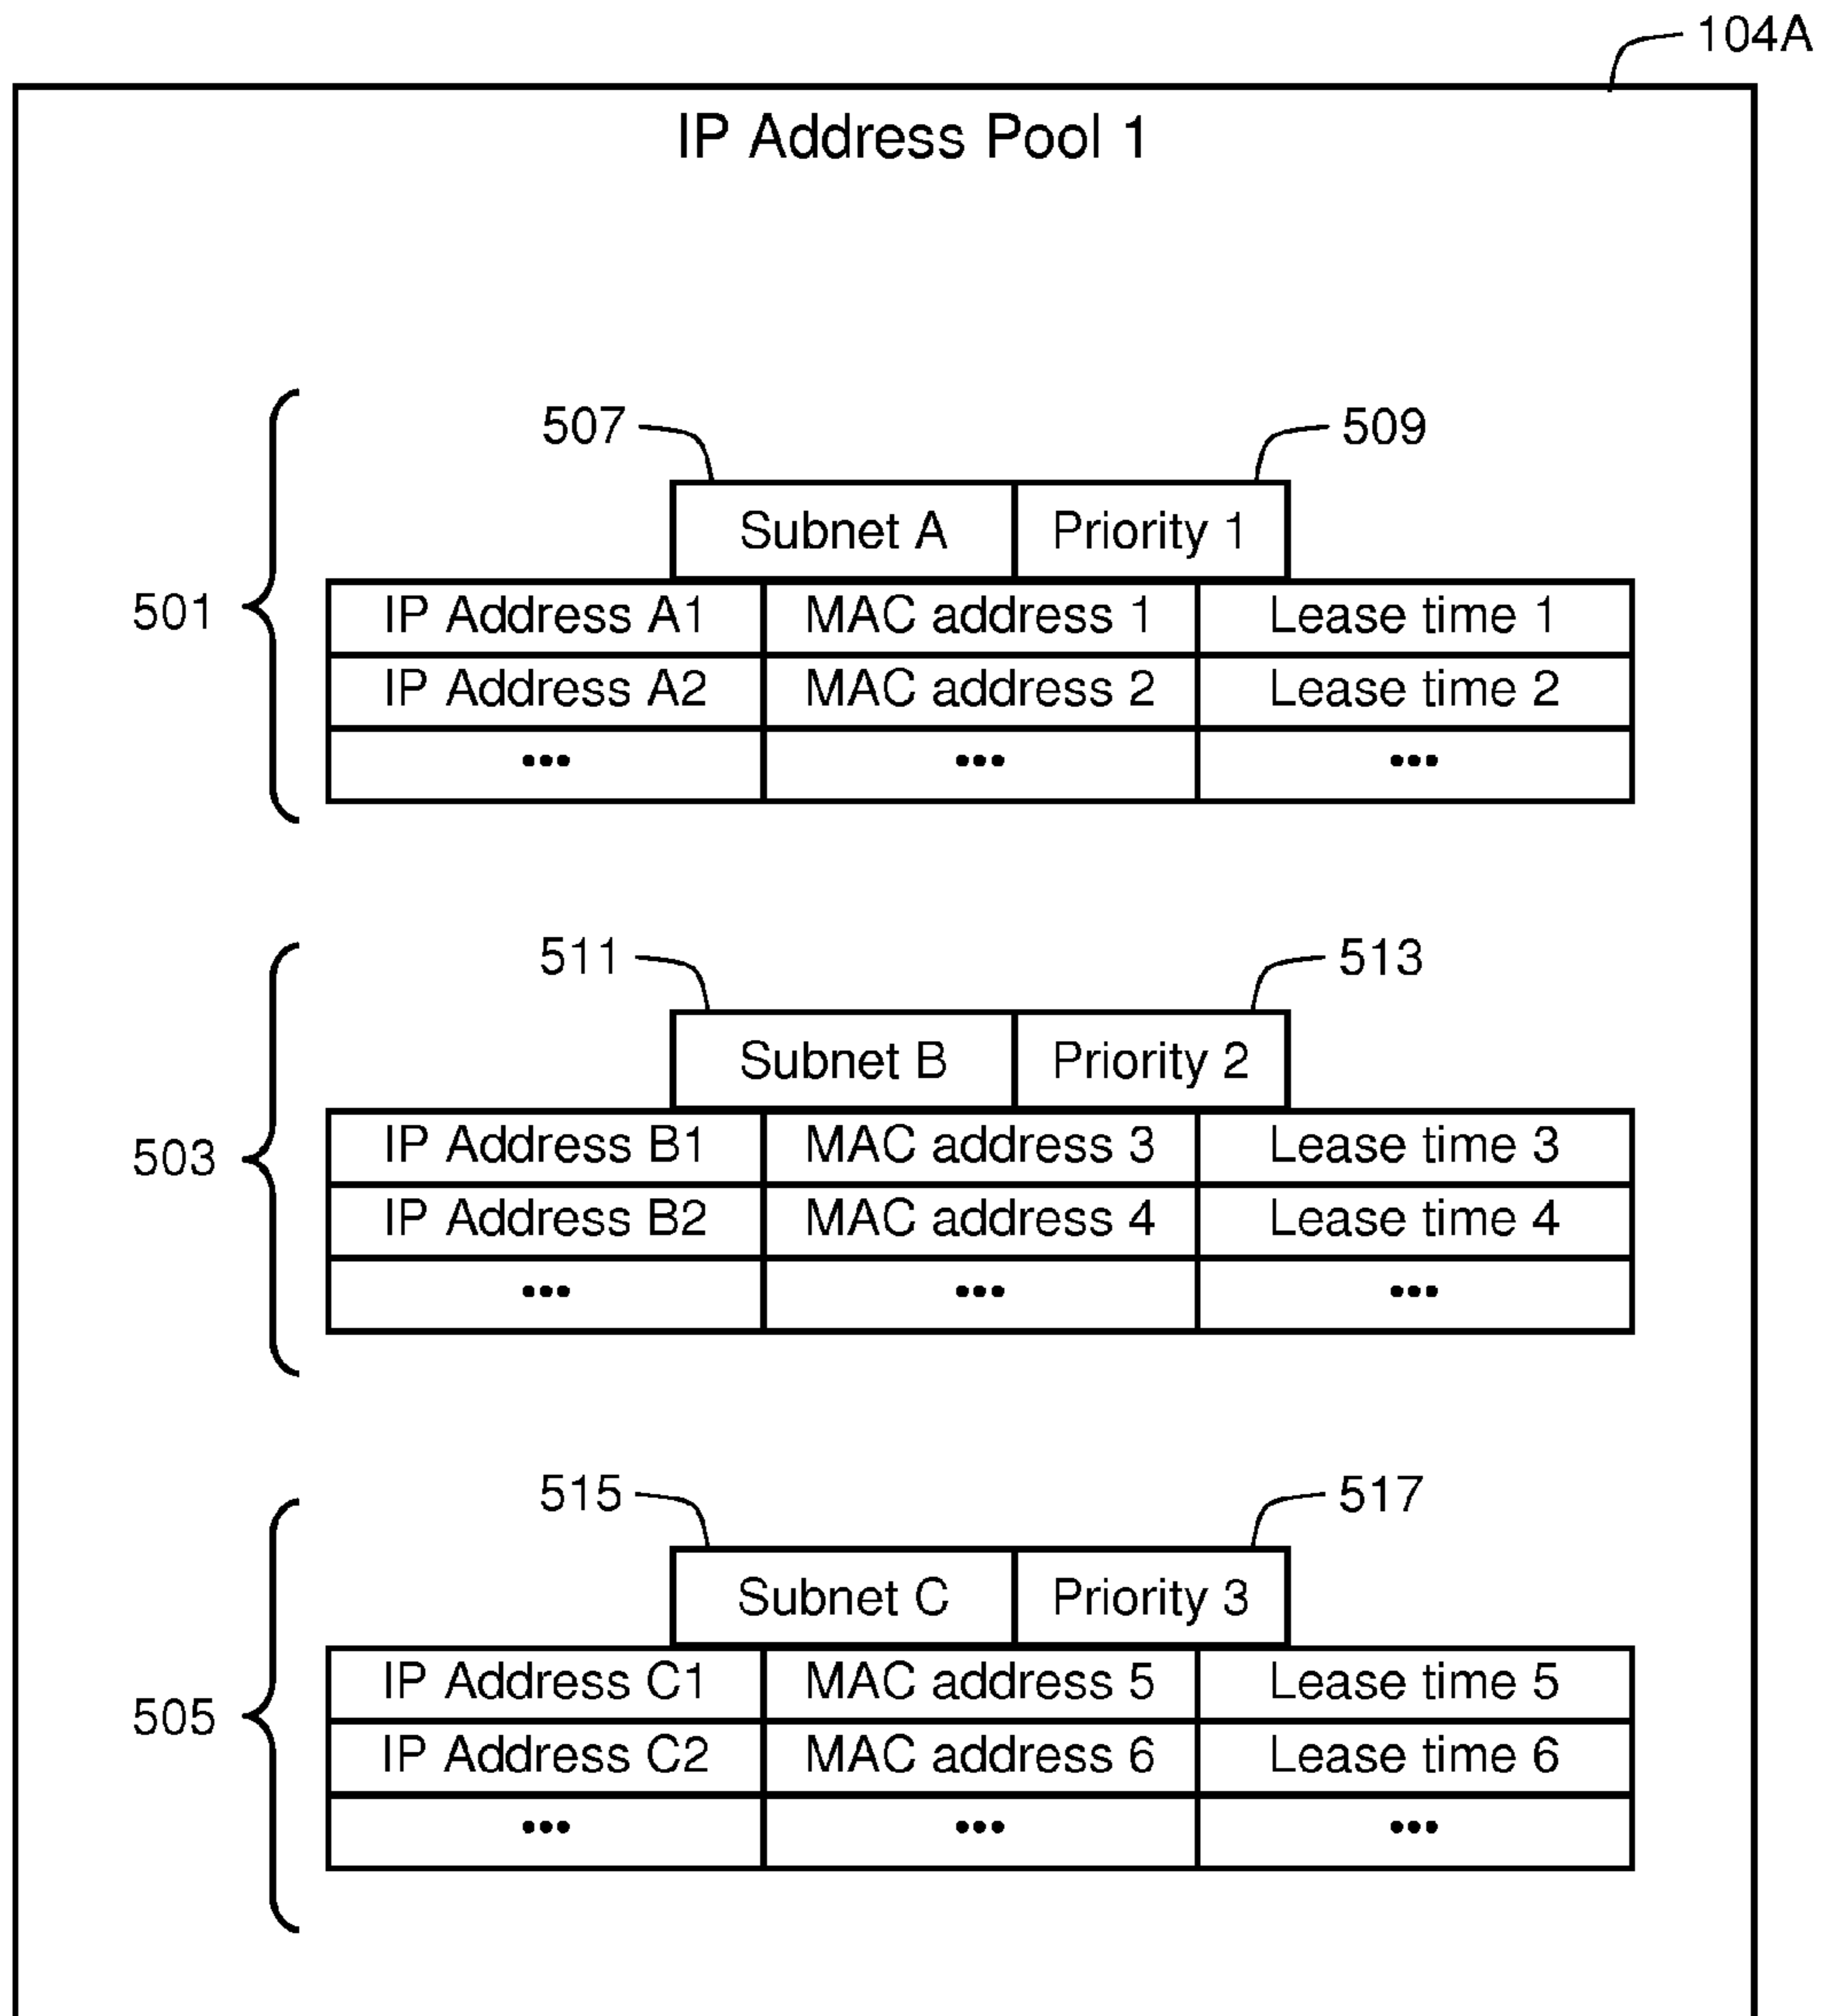 104A
IP Address Pool 1
507
509
Subnet A Priority 1
501
IP Address A1 MAC address 1 Lease time 1
IP Address A2 MAC address 2 Lease time 2
••• ••• •••
511
513
Subnet B Priority 2
503
IP Address B1 MAC address 3 Lease time 3
IP Address B2 MAC address 4 Lease time 4
••• ••• •••
515
517
Subnet C Priority 3
505
IP Address C1 MAC address 5 Lease time 5
IP Address C2 MAC address 6 Lease time 6
••• ••• •••